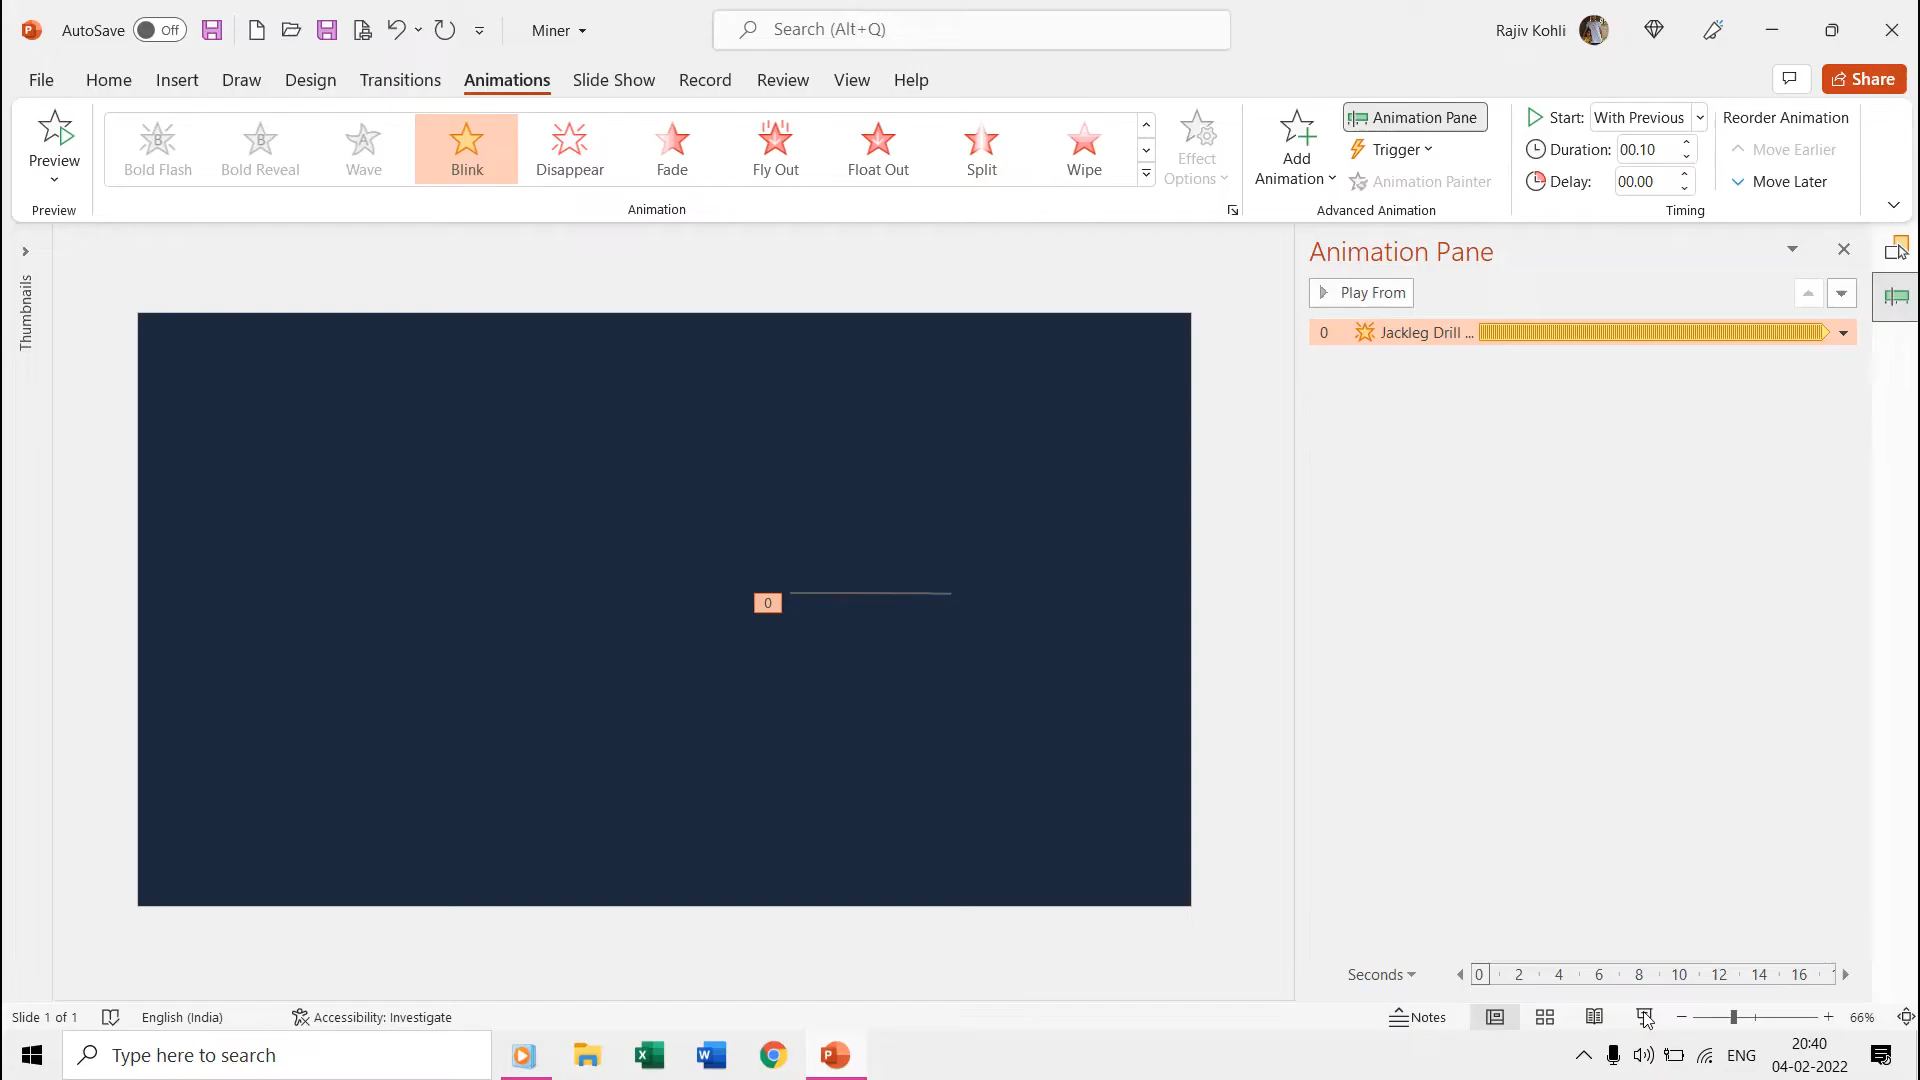 AutoSave Off Miner Search (Alt+Q) Rajiv Kohli
File Home Insert Draw Design Transitions Animations Slide Show Record Review View Help Share
Preview
Preview
Bold Flash Bold Reveal Wave Blink Disappear Fade Fly Out Float Out Split Wipe
Animation
Effect
Options
Add
Animation
Animation Pane
Trigger
Animation Painter
Advanced Animation
Start: With Previous
Duration: 00.10
Delay: 00.00
Timing
Reorder Animation
Move Earlier
Move Later
Thumbnails
0
Animation Pane
Play From
0 Jackleg Drill ...
Seconds 0 2 4 6 8 10 12 14 16
Slide 1 of 1 English (India) Accessibility: Investigate Notes 66%
Type here to search
ENG
20:40
04-02-2022